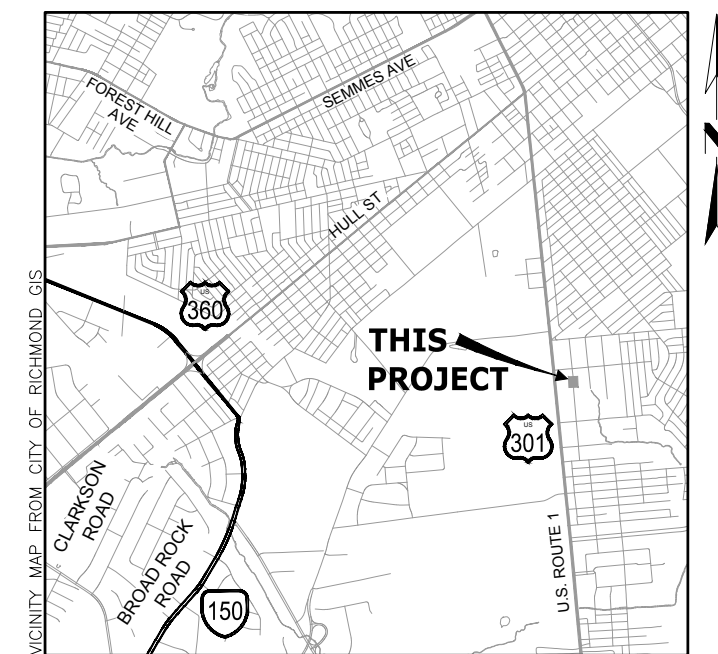 FOREST HILL
AVE
SEMMES AVE
HULL ST
US
360
THIS
PROJECT
US
301
CLARKSON
ROAD
BROAD ROCK
ROAD
150
U.S. ROUTE 1
VICINITY MAP FROM CITY OF RICHMOND GIS
N